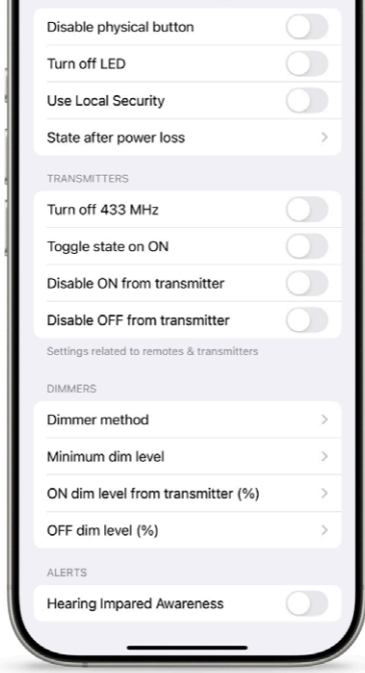 Disable physical button
Turn off LED
Use Local Security
State after power loss
TRANSMITTERS
Turn off 433 MHz
Toggle state on ON
Disable ON from transmitter
Disable OFF from transmitter
Settings related to remotes & transmitters
DIMMERS
Dimmer method
Minimum dim level
ON dim level from transmitter (%)
OFF dim level (%)
ALERTS
Hearing Impared Awareness